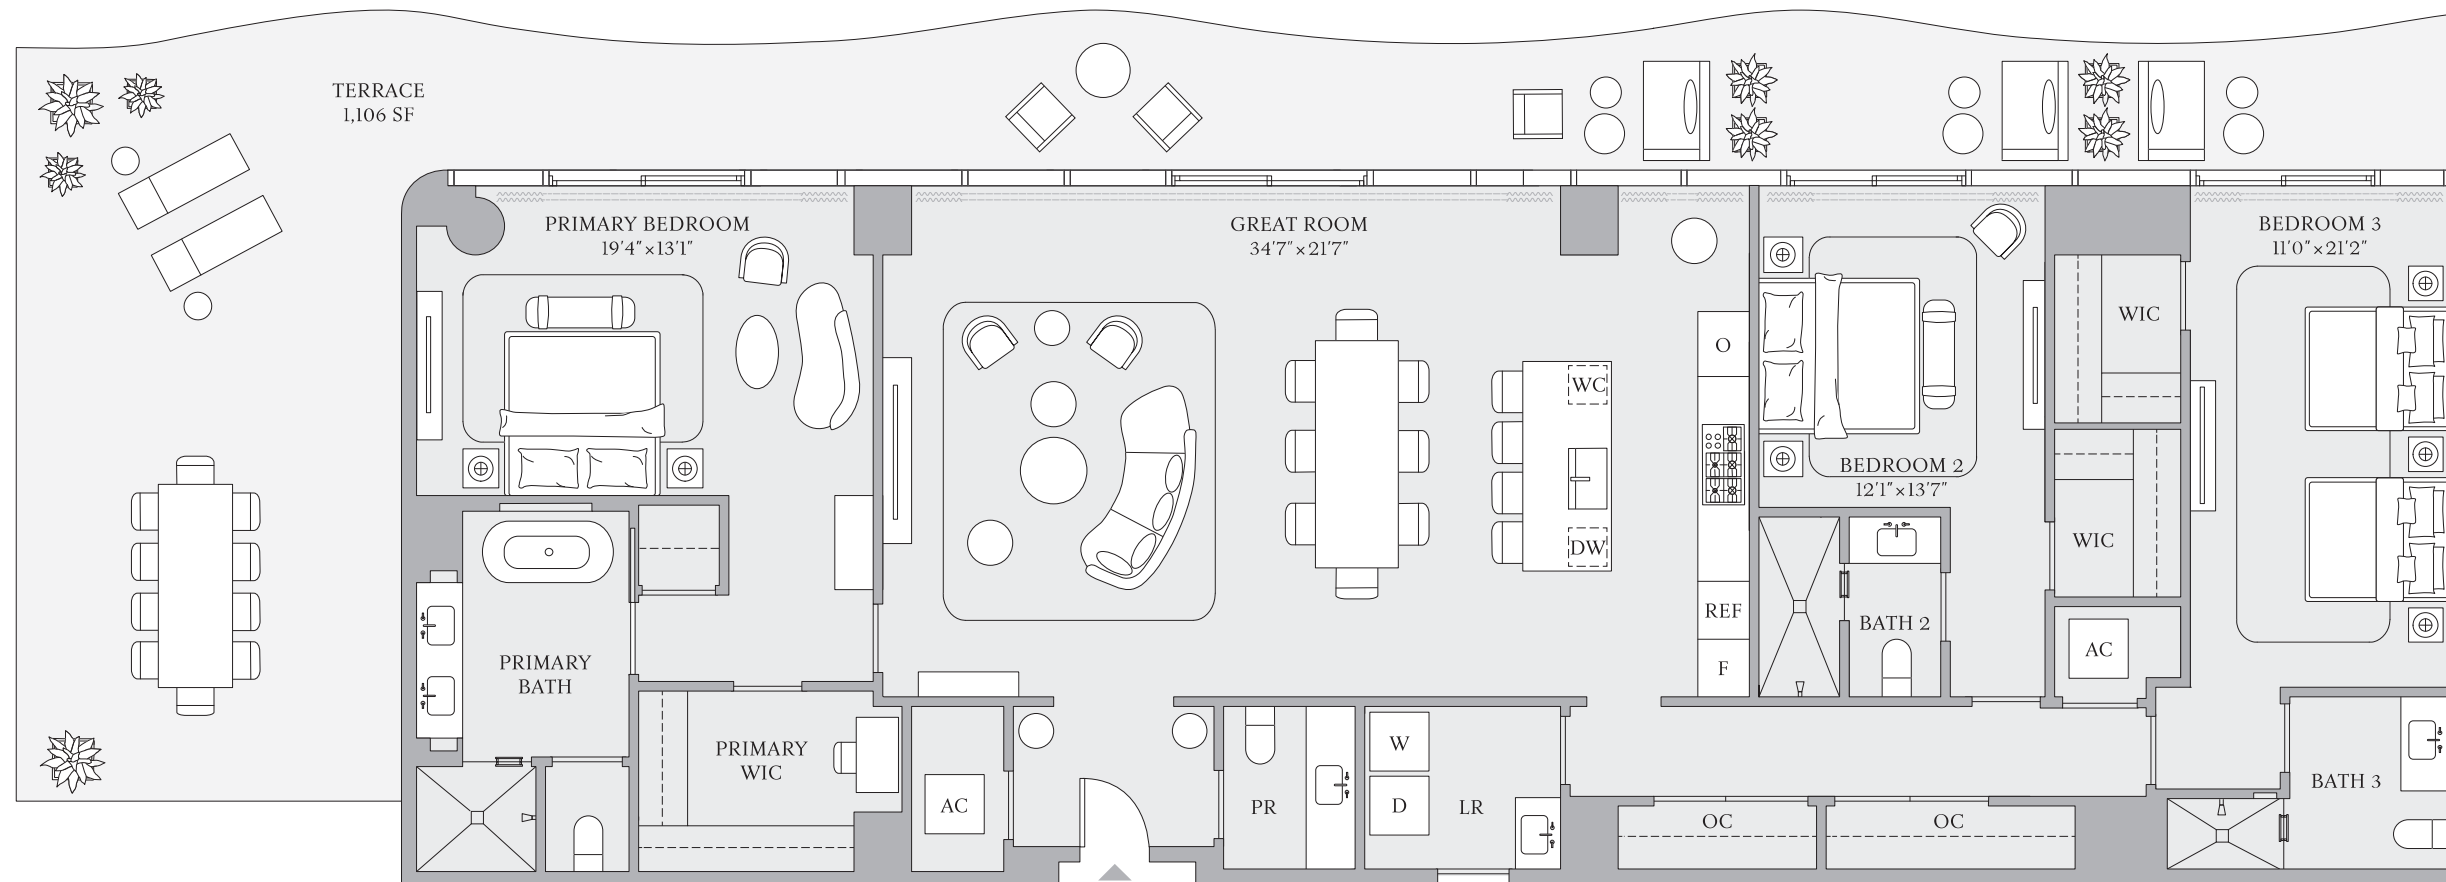 TERRACE
1,106 SF
PRIMARY BEDROOM
19'4"×13'1"
GREAT ROOM
34'7"×21'7"
BEDROOM 3
11'0"×21'2"
WIC
O
WC
BEDROOM 2
12'1"×13'7"
DW
WIC
REF
BATH 2
F
AC
PRIMARY
BATH
PRIMARY
WIC
W
BATH 3
AC
PR
D
LR
OC
OC